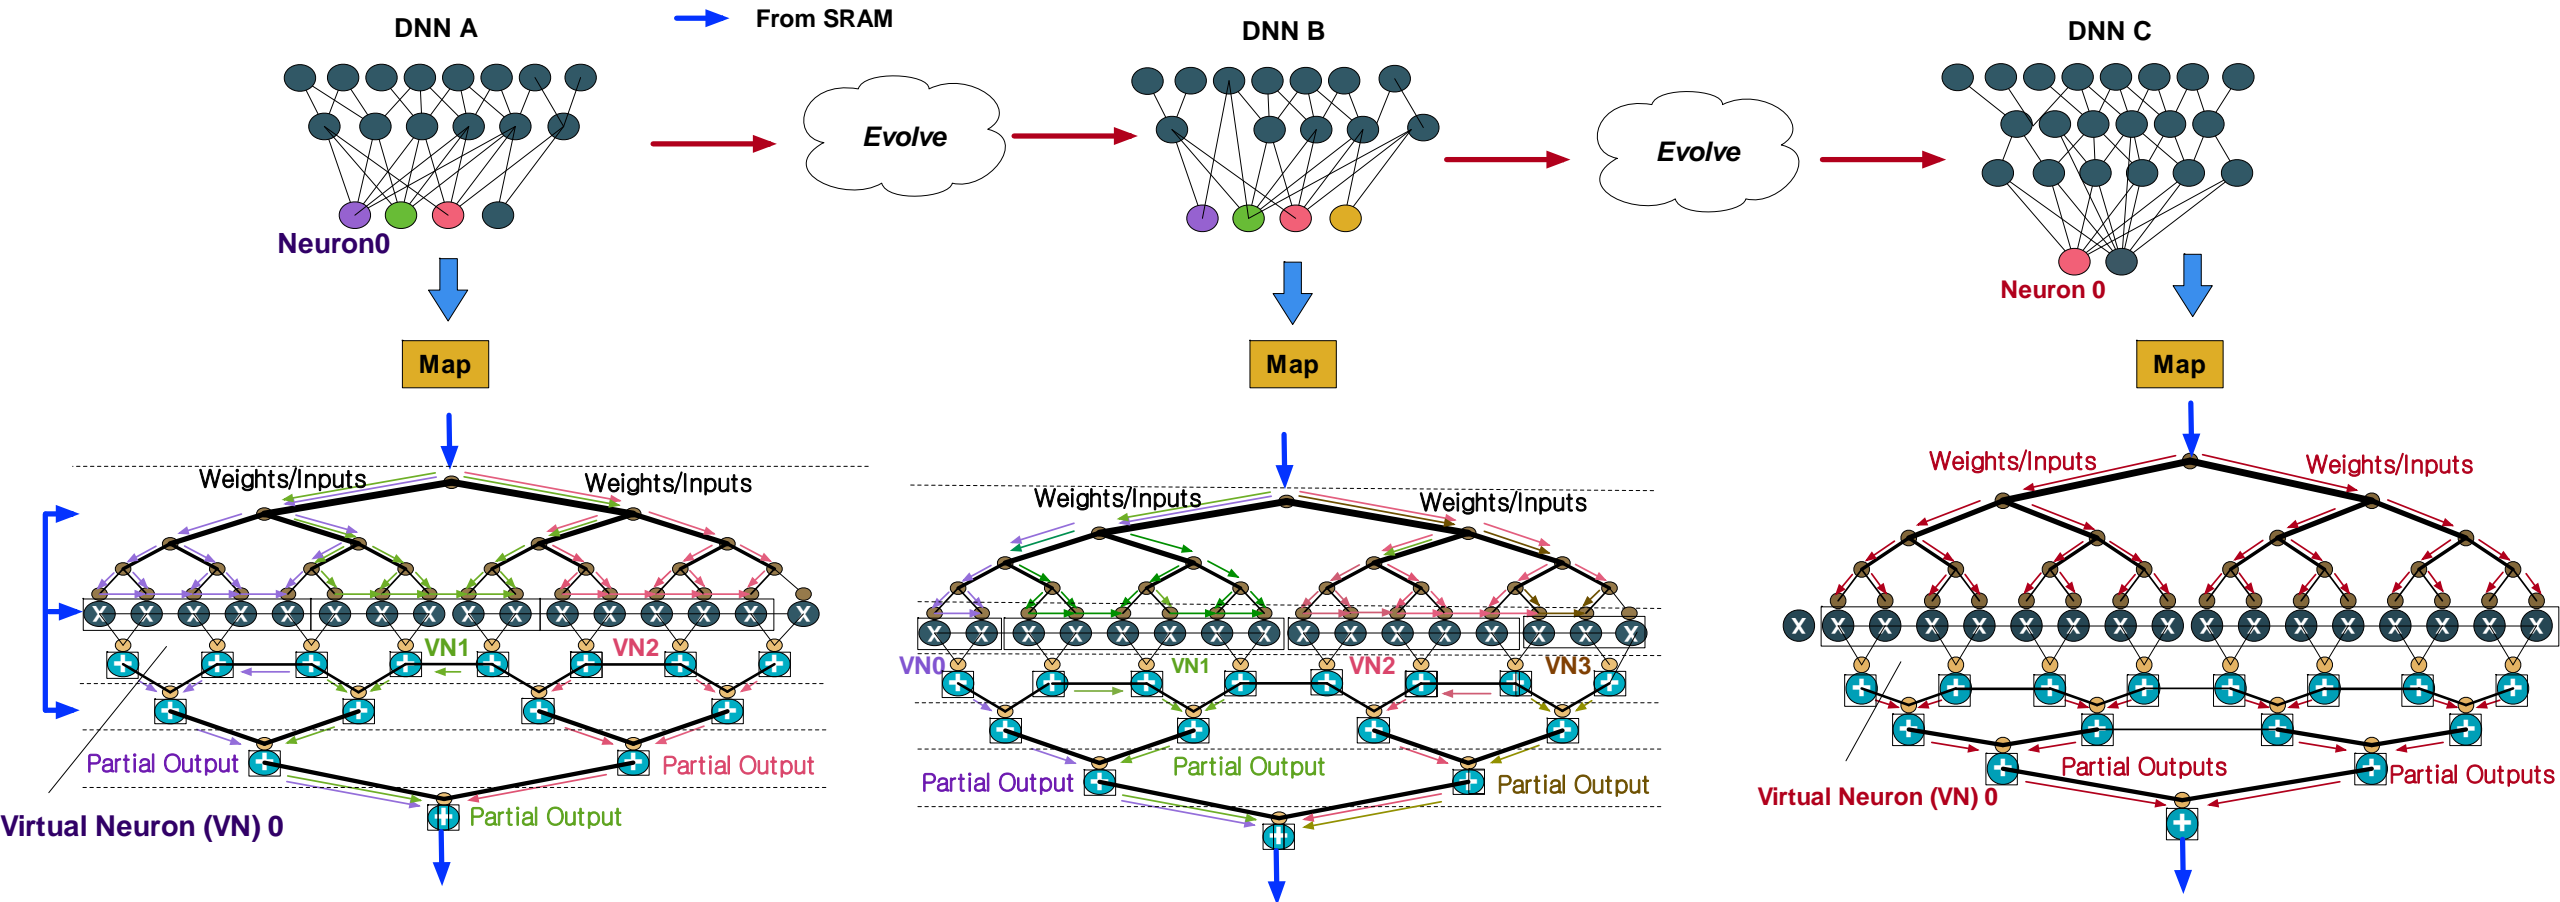 From SRAM
DNN A
DNN B
DNN C
Evolve
Evolve
Neuron0
Neuron 0
Map
Map
Map
Weights/Inputs
Weights/Inputs
Weights/Inputs
Weights/Inputs
Weights/Inputs
Weights/Inputs
X X X X X X X X X X X X X X X X
X X X X X X X X X X X X X X X X
X X X X X X X X X X X X X X X X
VN1
VN2
VN0
VN1
VN2
VN3
Partial Output
Partial Output
Partial Output
Virtual Neuron (VN) 0
Partial Output
Partial Output
Partial Output
Partial Outputs
Partial Outputs
Virtual Neuron (VN) 0